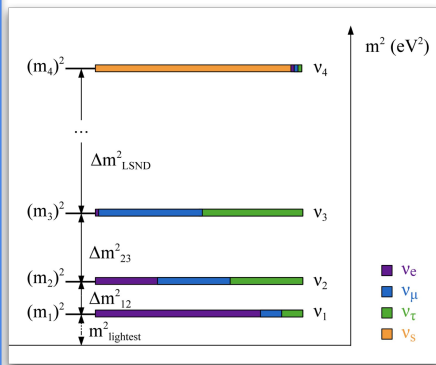 m² (eV²)
(m₄)² ν₄
...
Δm²LSND
(m₃)² ν₃
Δm²₂₃
(m₂)² ν₂
Δm²₁₂
(m₁)² ν₁
m²lightest
νe
νμ
ντ
νs